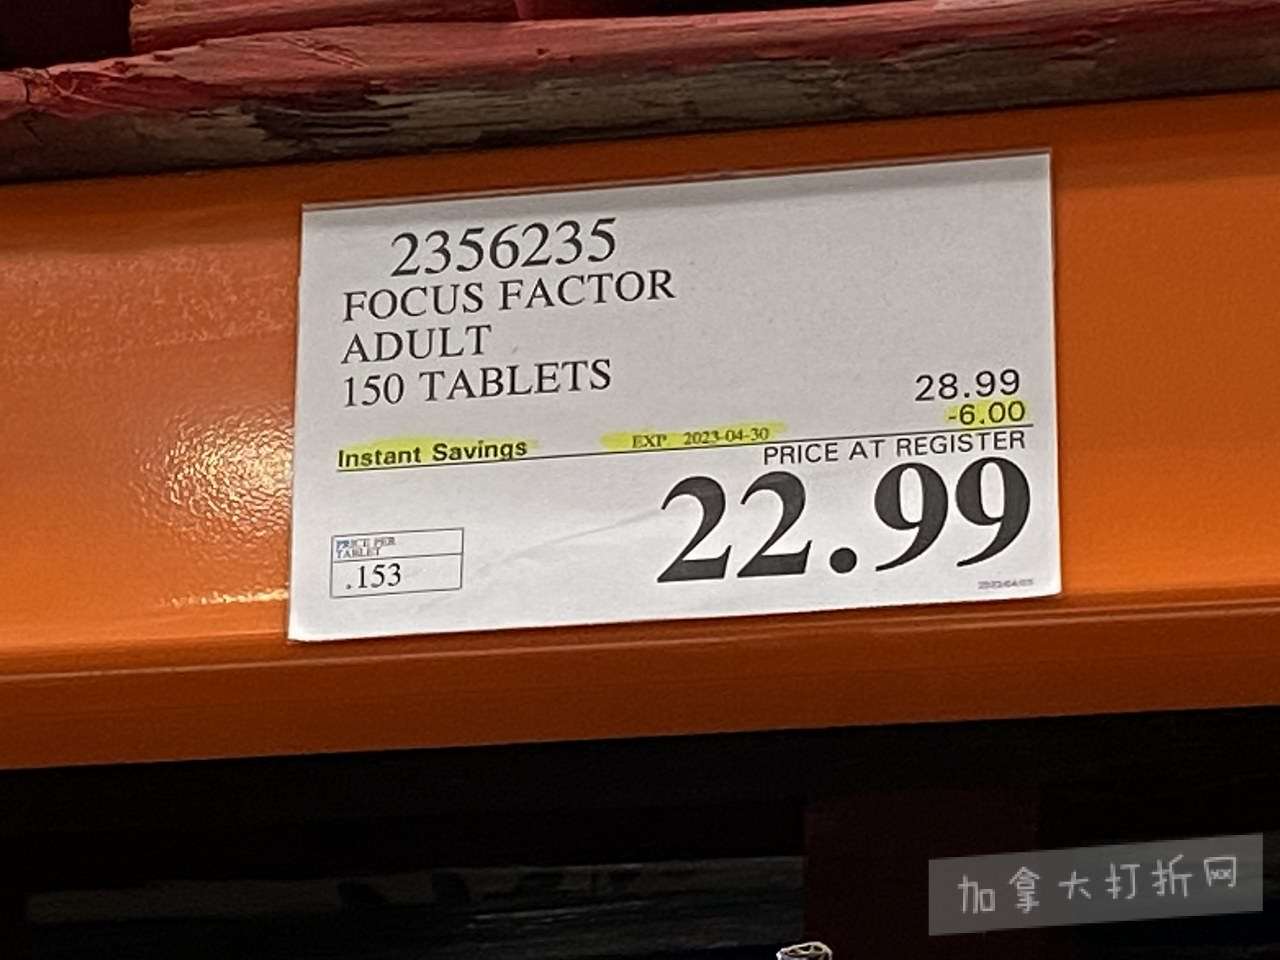 2356235
FOCUS FACTOR
ADULT
150 TABLETS
28.99
-6.00
Instant Savings EXP 2023-04-30
PRICE AT REGISTER
22.99
PRICE PER
TABLET
.153
加拿大打折网